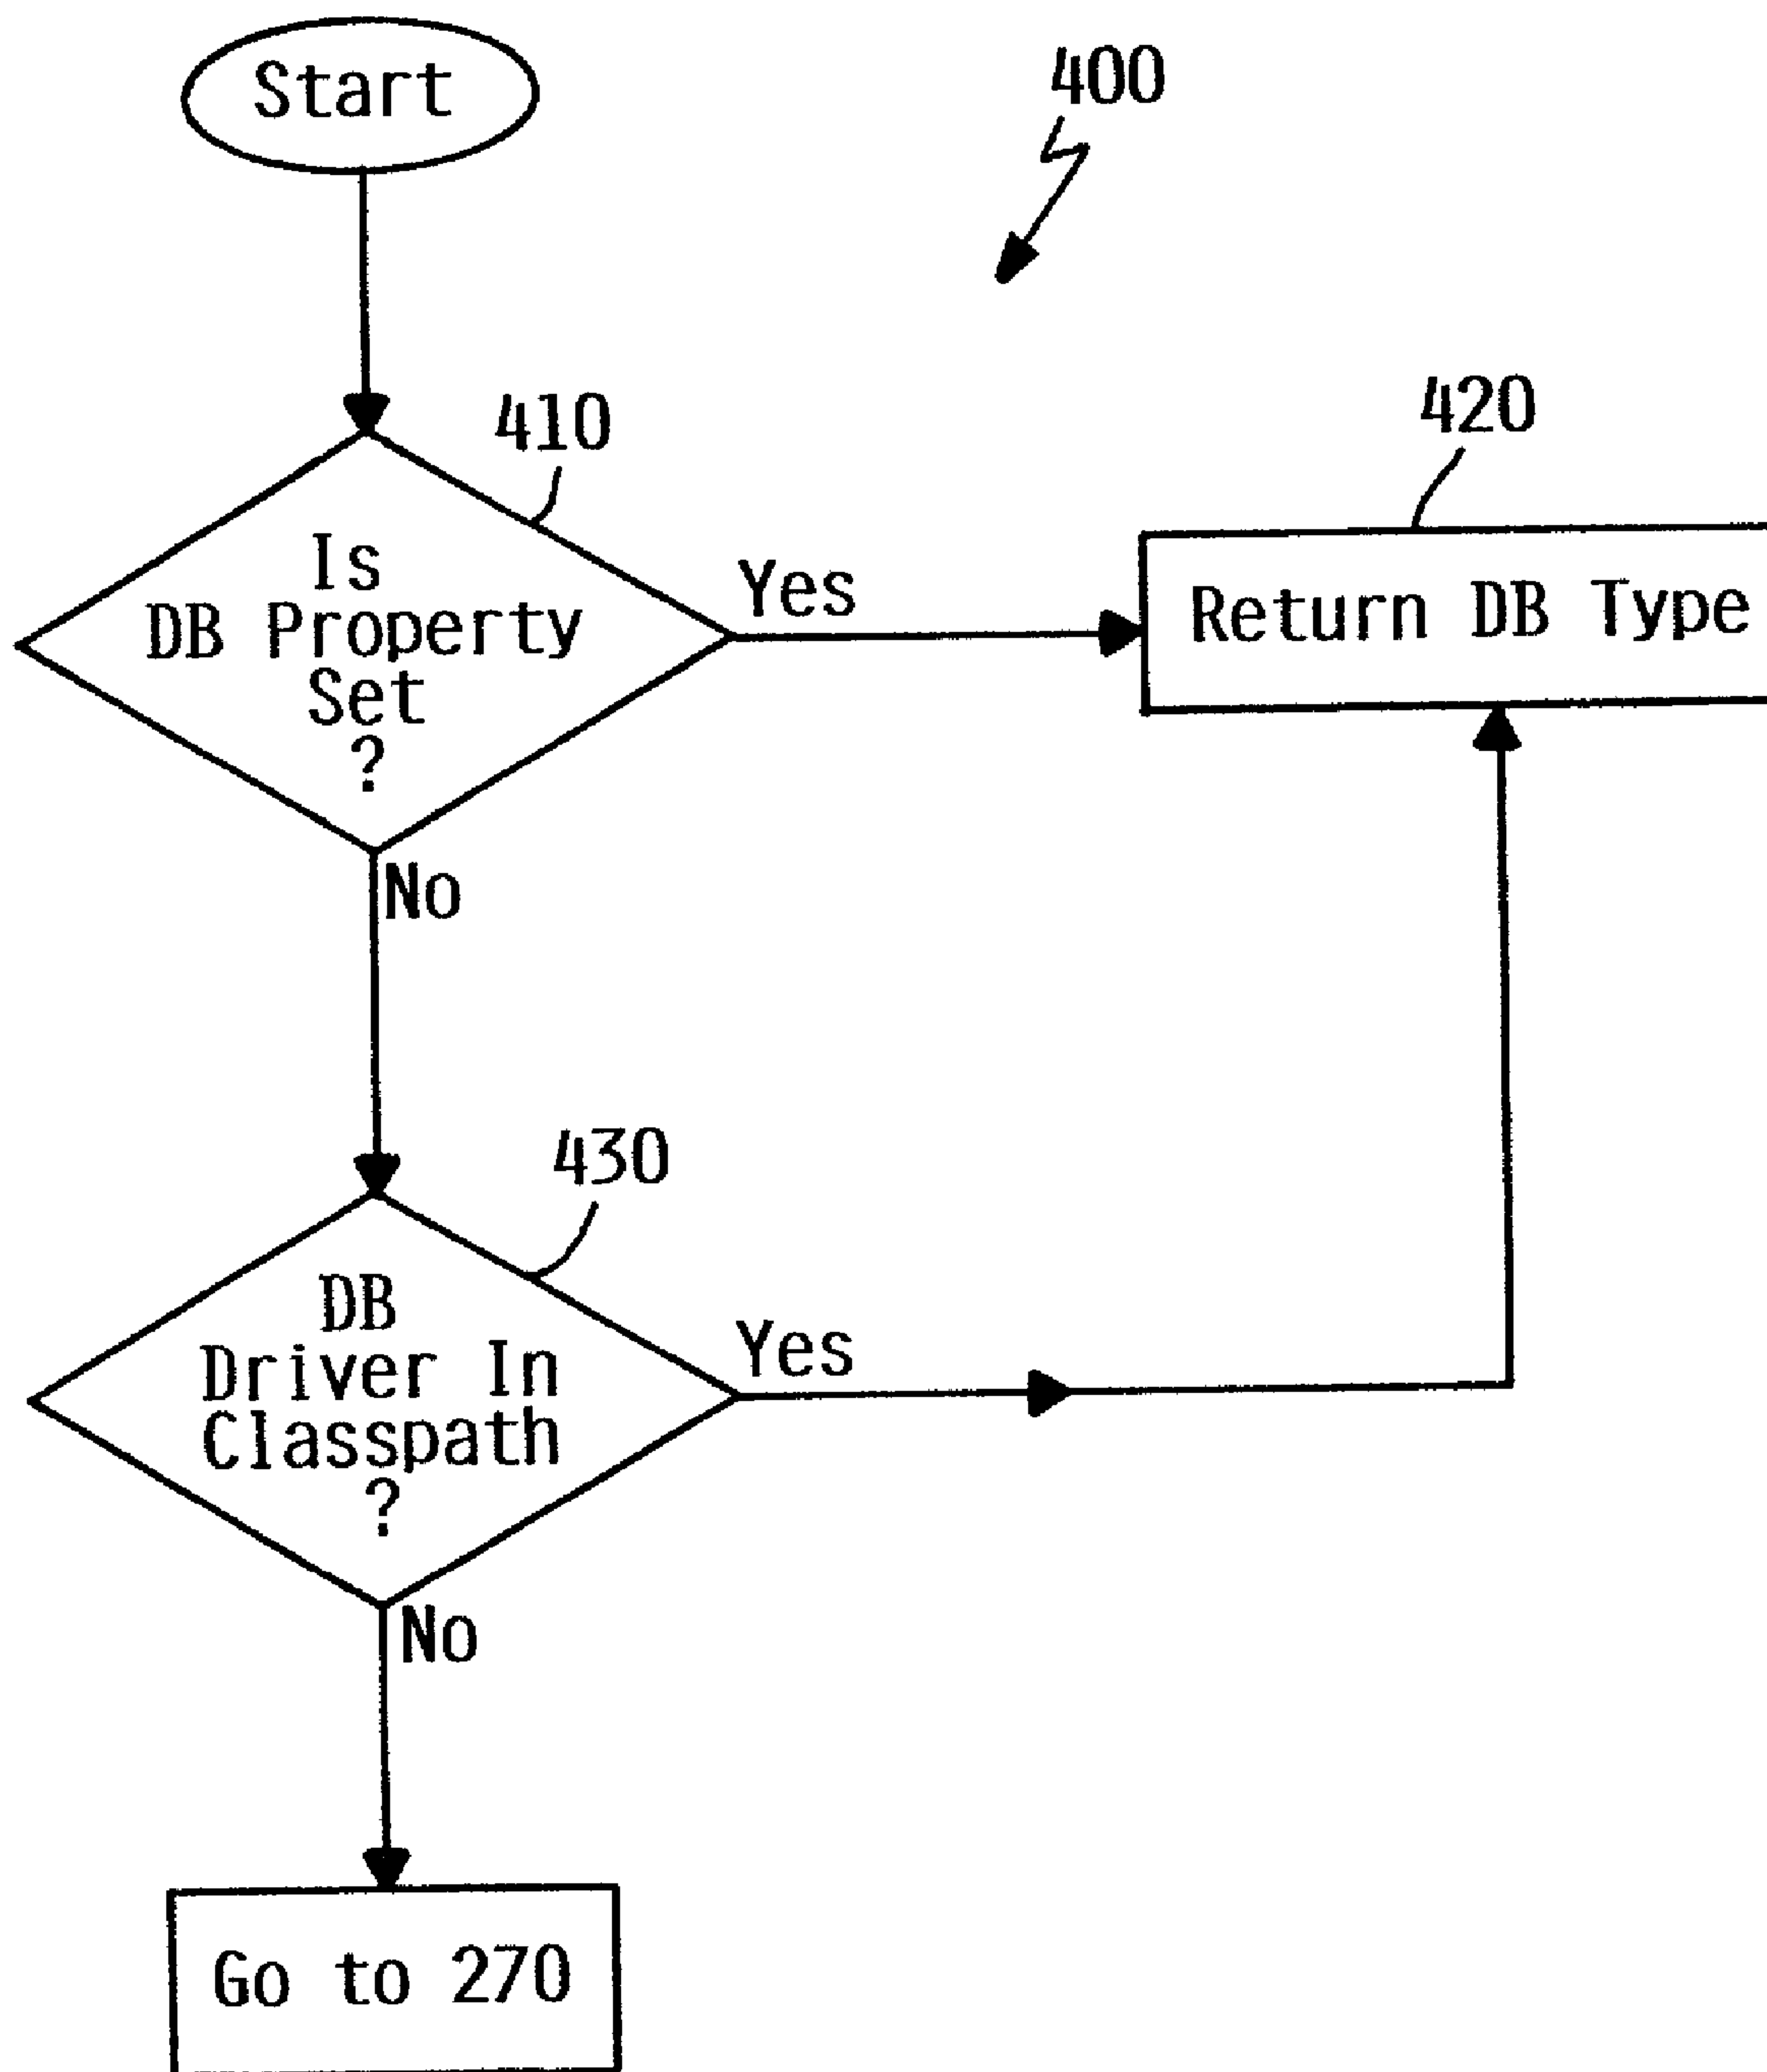 Start
400
410
420
Is
DB Property
Set
?
Yes
Return DB Type
No
430
DB
Driver In
Classpath
?
Yes
No
Go to 270